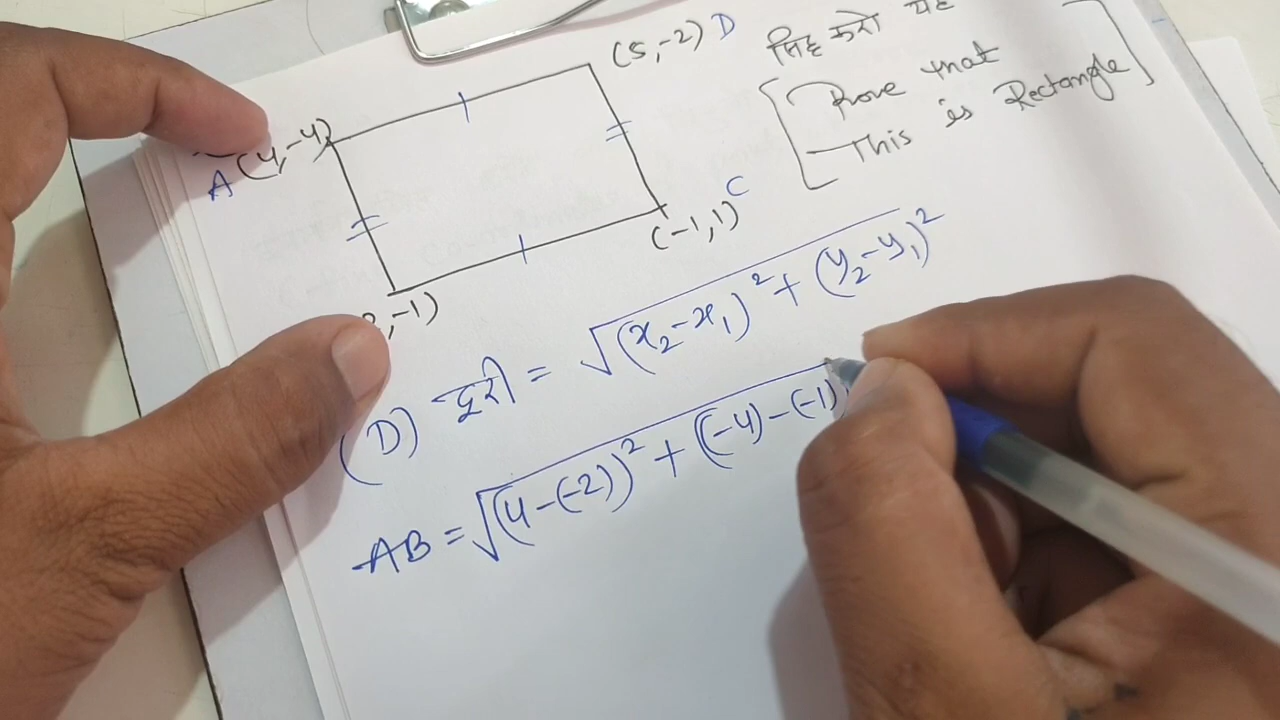 (5,-2) D
सिद्ध करो यह
[Prove that
This is Rectangle]
A (4,-4)
(-1,1) C
,-1)
(D) दूरी = √(x₂-x₁)² + (y₂-y₁)²
AB = √(4-(-2))² + ((-4)-(-1)